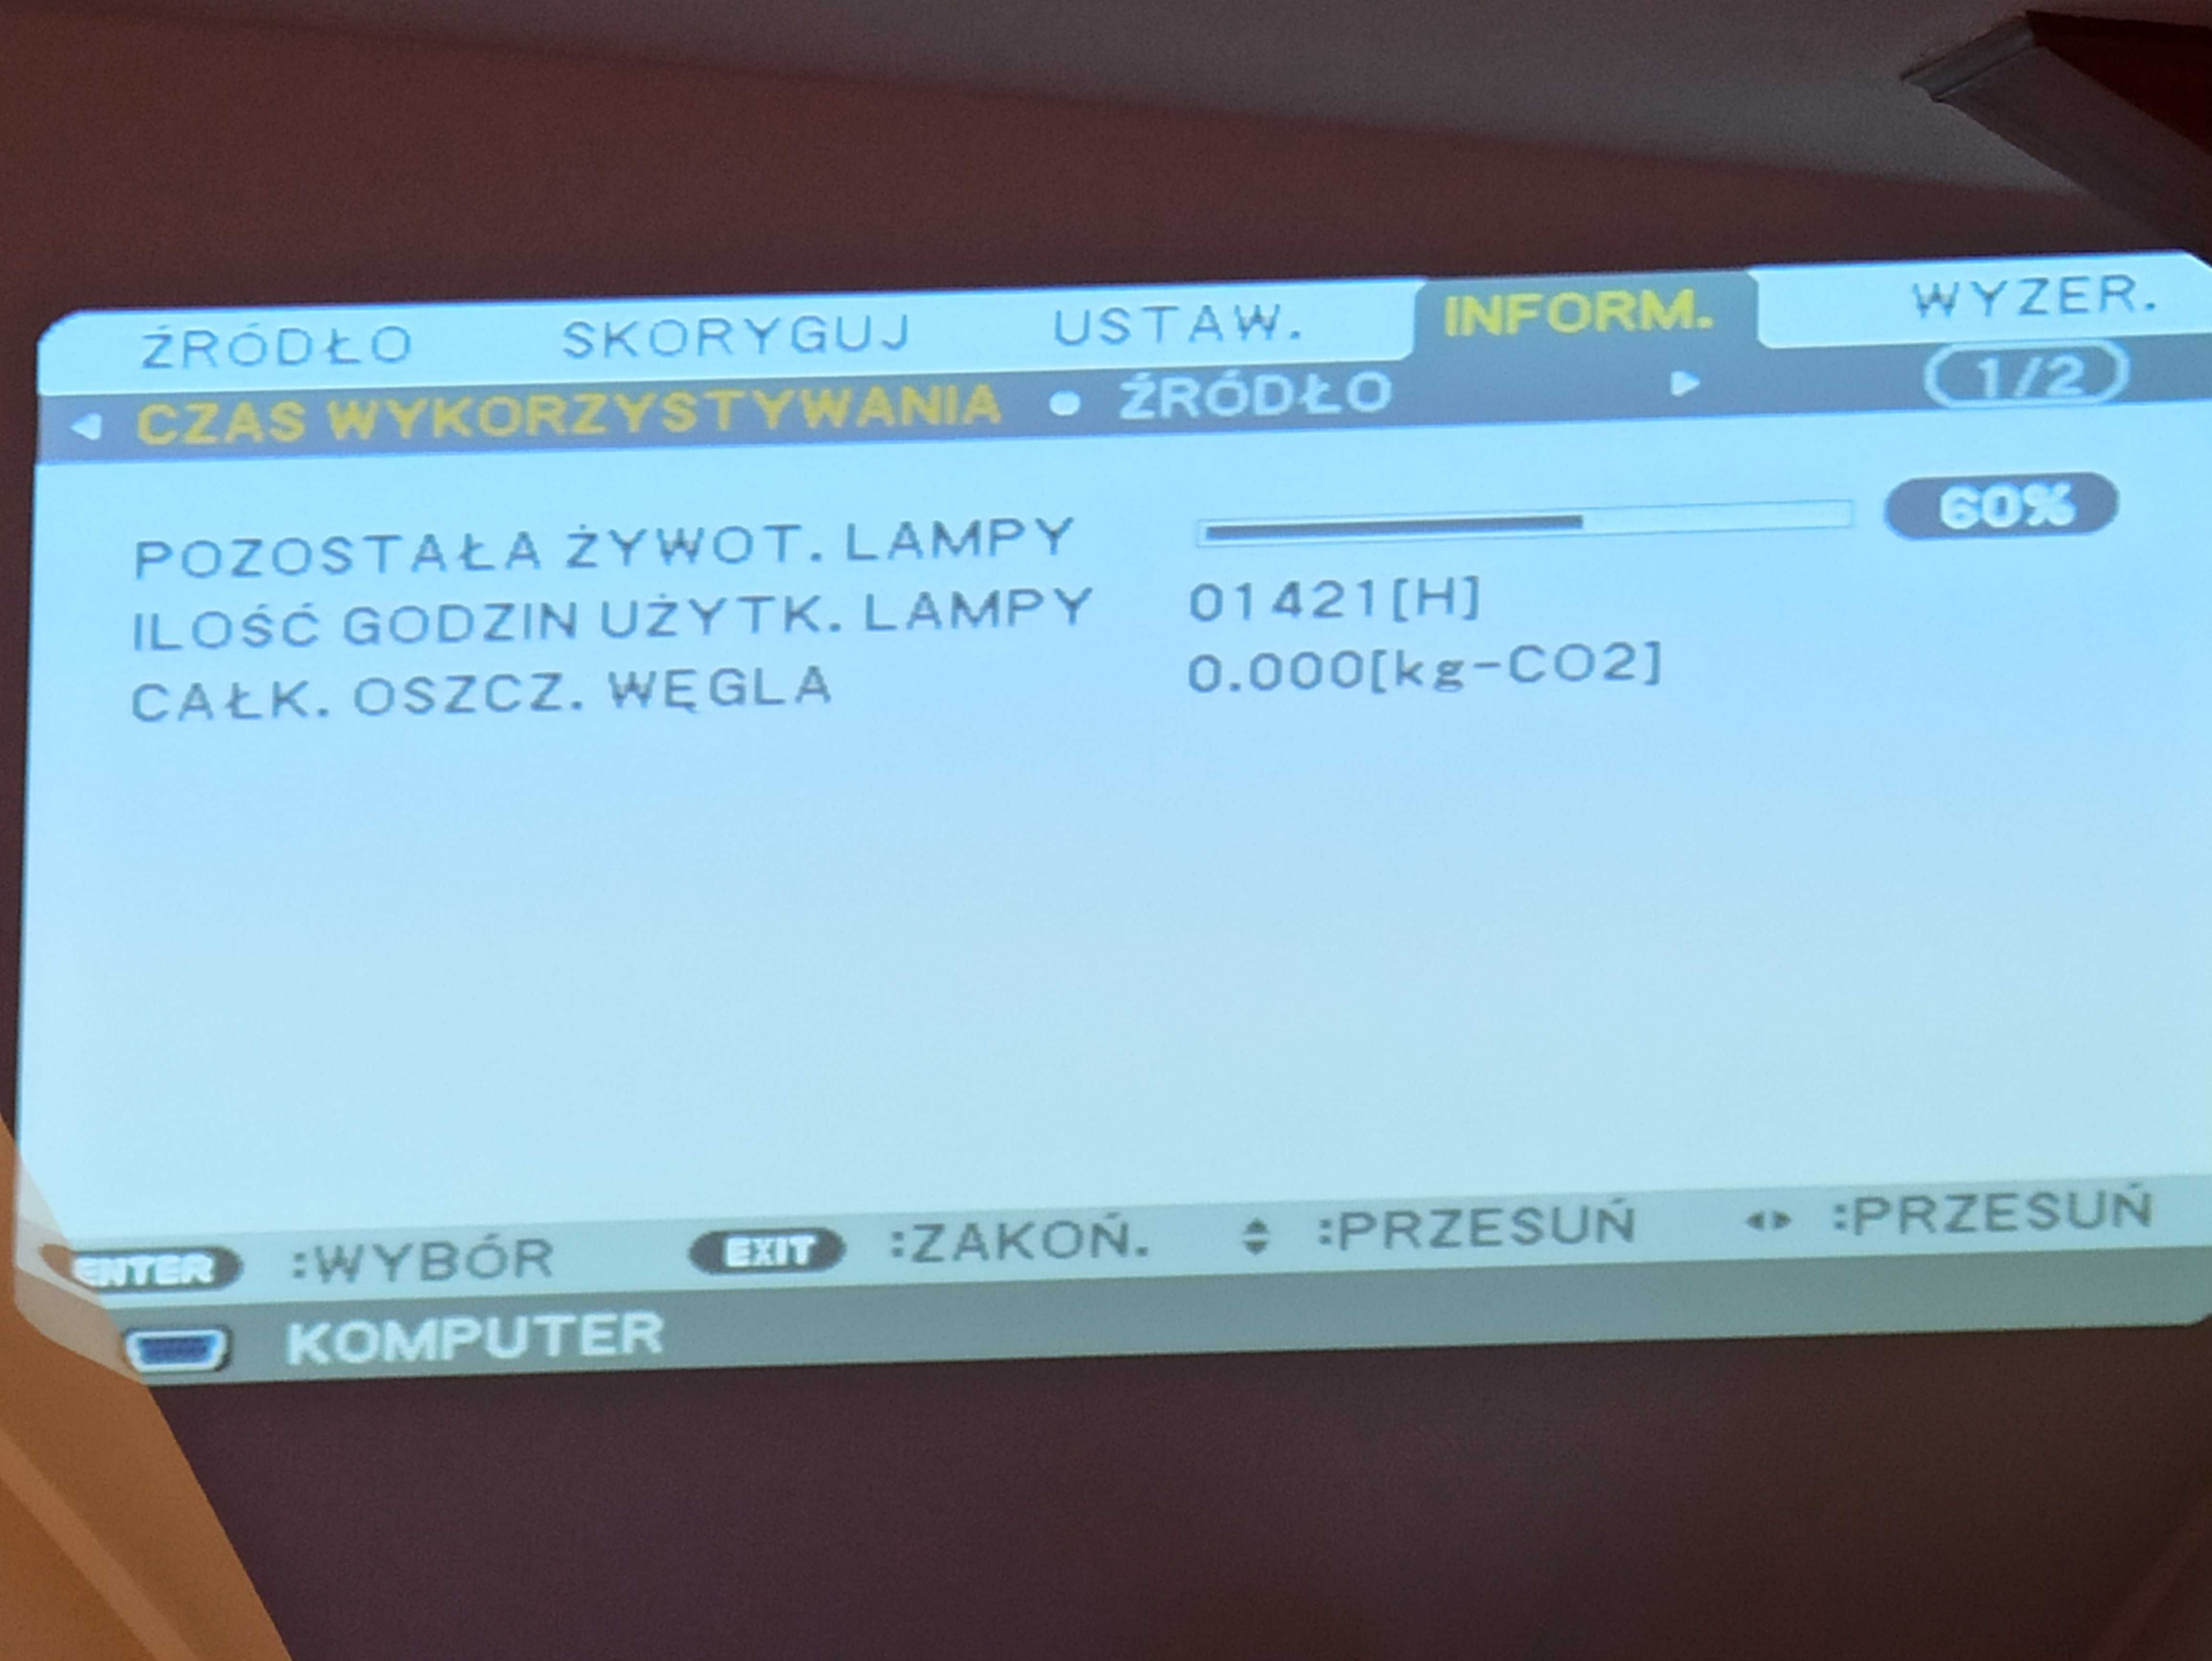 ŹRÓDŁO SKORYGUJ USTAW. INFORM. WYZER.
CZAS WYKORZYSTYWANIA ● ŹRÓDŁO 1/2
POZOSTAŁA ŻYWOT. LAMPY 60%
ILOŚĆ GODZIN UŻYTK. LAMPY 01421[H]
CAŁK. OSZCZ. WĘGLA 0.000[kg-CO2]
ENTER :WYBÓR EXIT :ZAKOŃ. :PRZESUŃ :PRZESUŃ
KOMPUTER